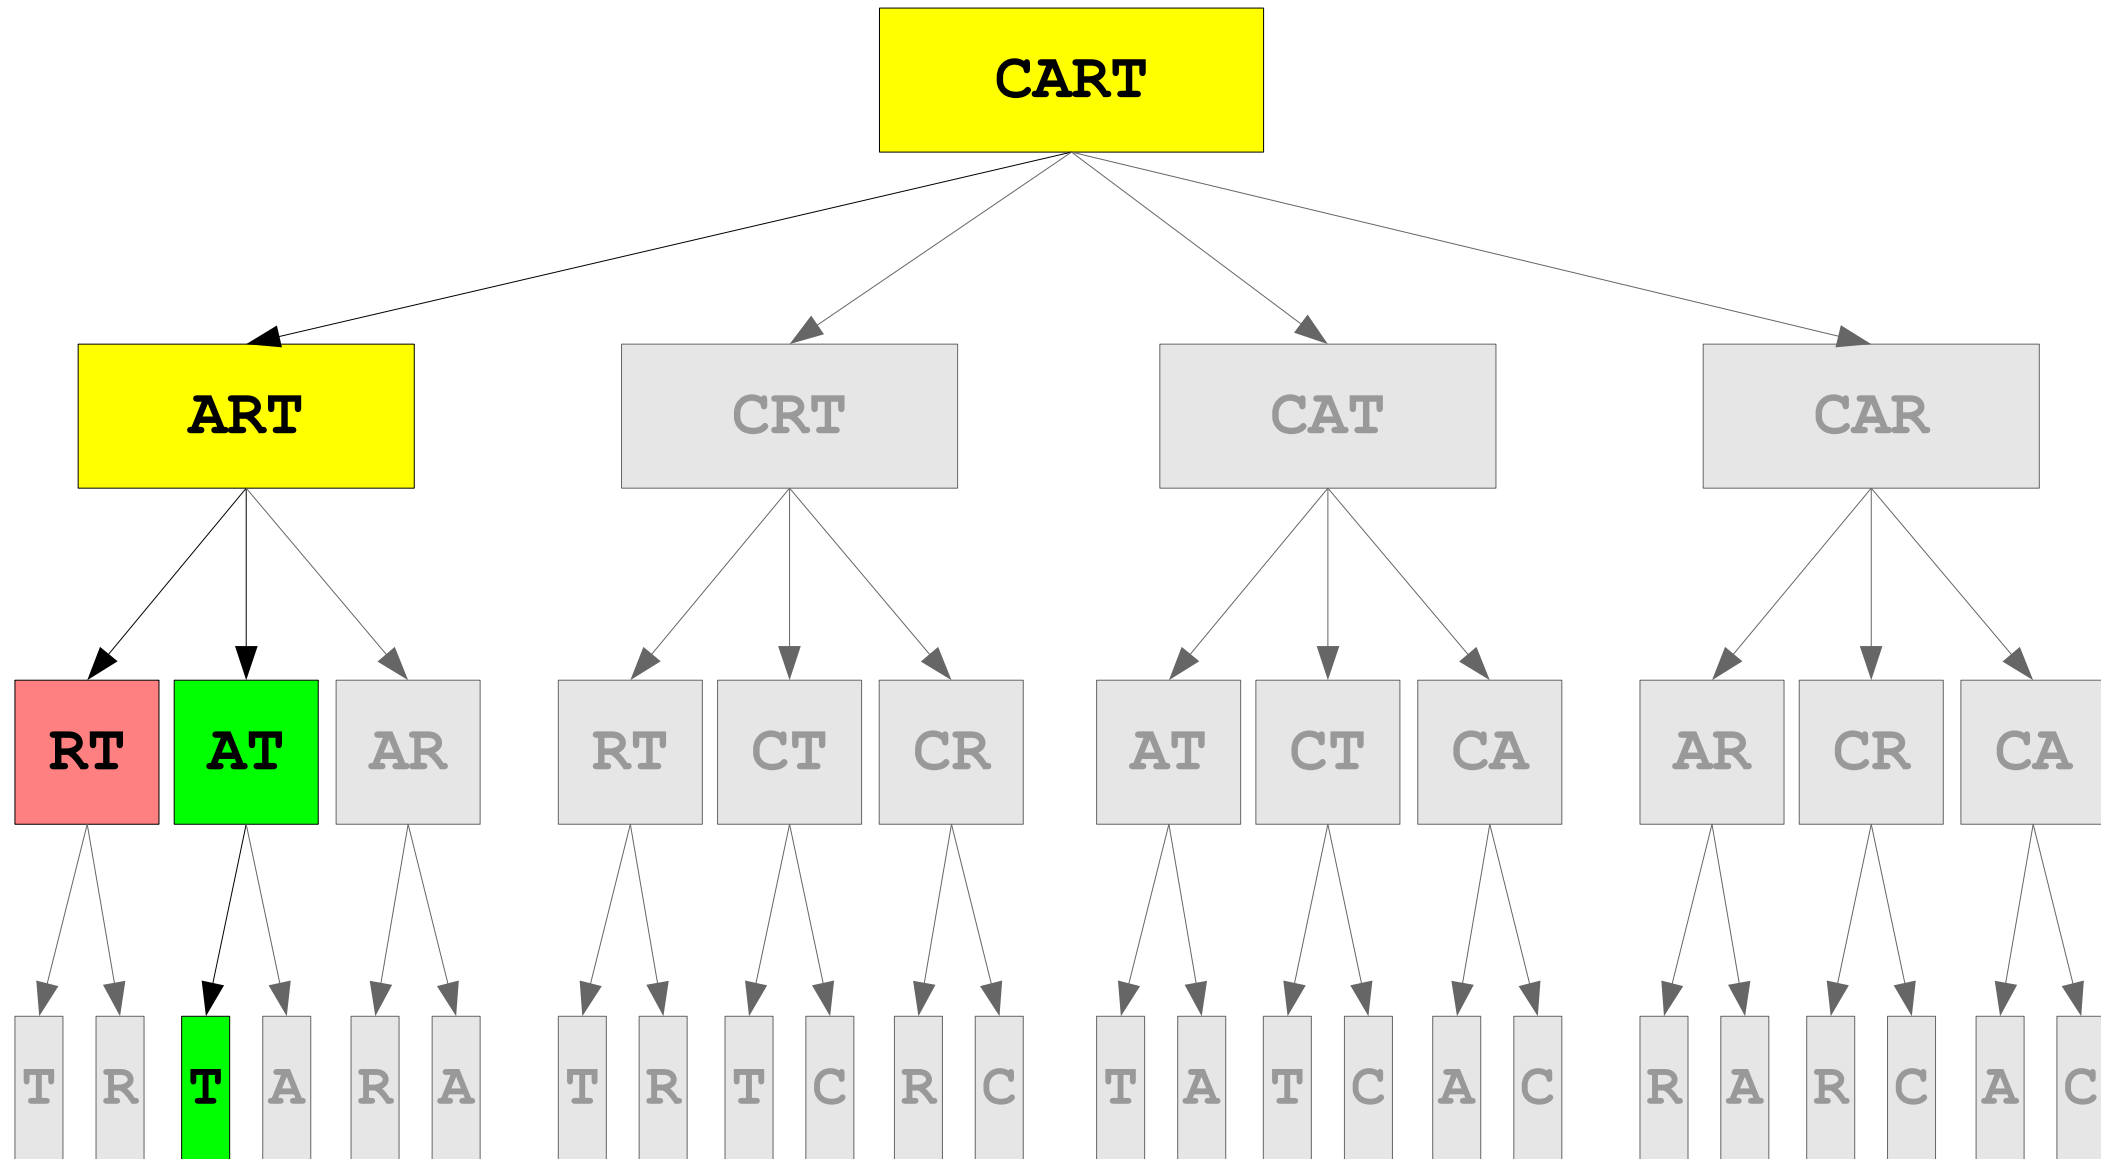 CART
ART CRT CAT CAR
RT AT AR RT CT CR AT CT CA AR CR CA
T R T A R A T R T C R C T A T C A C R A R C A C